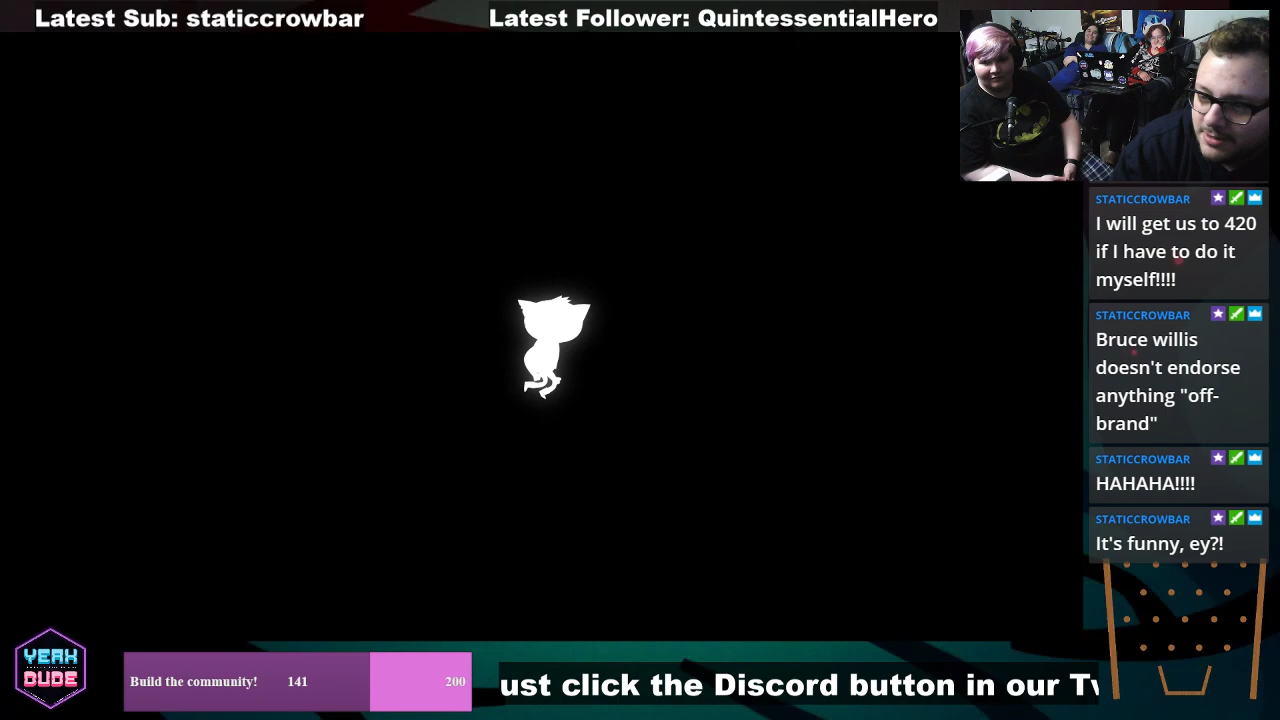 Latest Sub: staticcrowbar
Latest Follower: QuintessentialHero
STATICCROWBAR
I will get us to 420
if I have to do it
myself!!!!
STATICCROWBAR
Bruce willis
doesn't endorse
anything "off-
brand"
STATICCROWBAR
HAHAHA!!!!
STATICCROWBAR
It's funny, ey?!
YEAH
DUDE
Build the community! 141 200
ust click the Discord button in our Tw